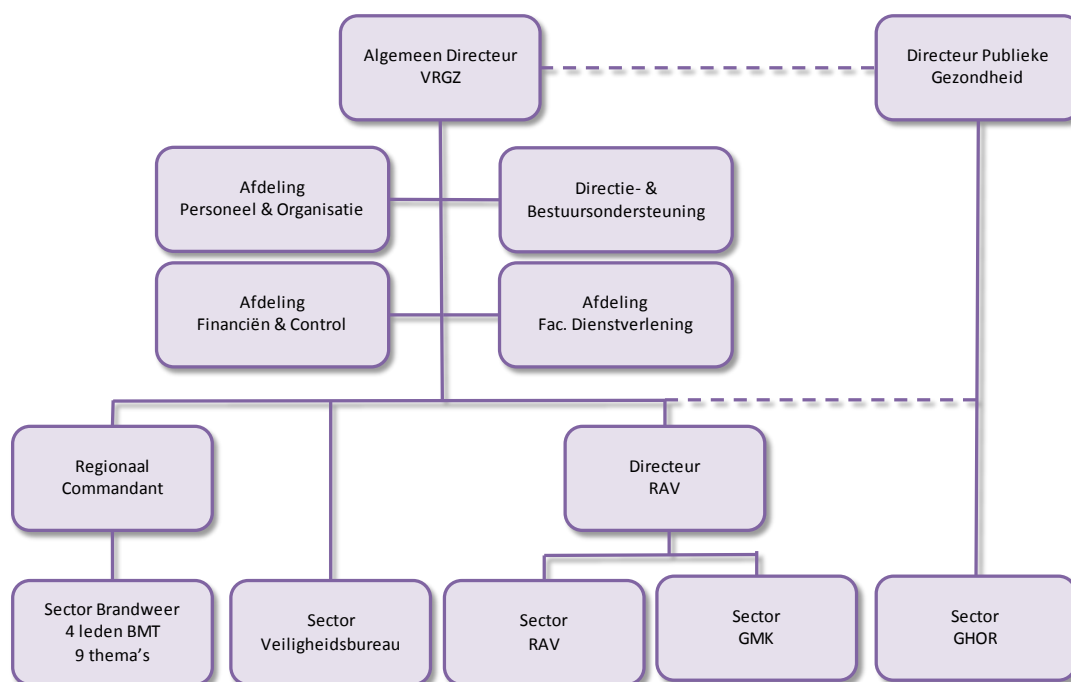 Algemeen Directeur
VRGZ
Directeur Publieke
Gezondheid
Afdeling
Personeel & Organisatie
Directie- &
Bestuursondersteuning
Afdeling
Financiën & Control
Afdeling
Fac. Dienstverlening
Regionaal
Commandant
Directeur
RAV
Sector Brandweer
4 leden BMT
9 thema's
Sector
Veiligheidsbureau
Sector
RAV
Sector
GMK
Sector
GHOR